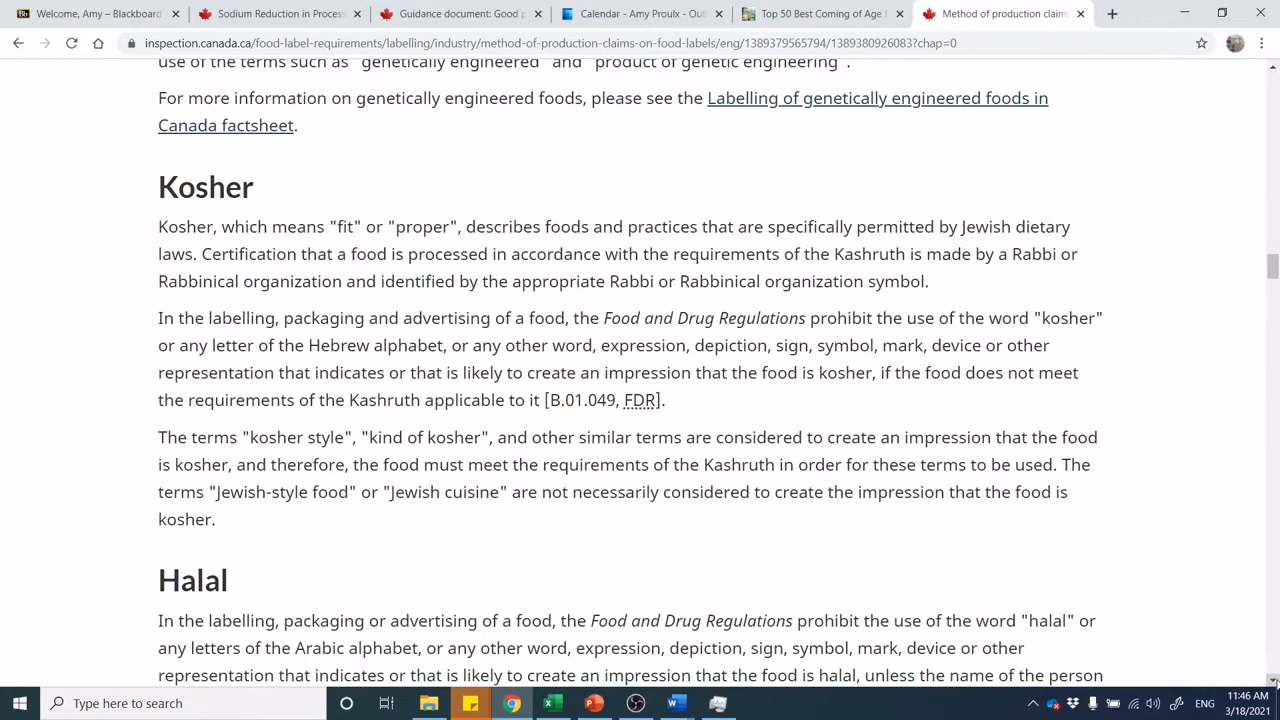 Welcome, Amy – Blackboard
Sodium Reduction in Process
Guidance document: Good p
Calendar - Amy Proulx - Out
Top 50 Best Coming of Age F
Method of production claim
inspection.canada.ca/food-label-requirements/labelling/industry/method-of-production-claims-on-food-labels/eng/1389379565794/1389380926083?chap=0
use of the terms such as "genetically engineered" and "product of genetic engineering".
For more information on genetically engineered foods, please see the Labelling of genetically engineered foods in
Canada factsheet.
Kosher
Kosher, which means "fit" or "proper", describes foods and practices that are specifically permitted by Jewish dietary
laws. Certification that a food is processed in accordance with the requirements of the Kashruth is made by a Rabbi or
Rabbinical organization and identified by the appropriate Rabbi or Rabbinical organization symbol.
In the labelling, packaging and advertising of a food, the Food and Drug Regulations prohibit the use of the word "kosher"
or any letter of the Hebrew alphabet, or any other word, expression, depiction, sign, symbol, mark, device or other
representation that indicates or that is likely to create an impression that the food is kosher, if the food does not meet
the requirements of the Kashruth applicable to it [B.01.049, FDR].
The terms "kosher style", "kind of kosher", and other similar terms are considered to create an impression that the food
is kosher, and therefore, the food must meet the requirements of the Kashruth in order for these terms to be used. The
terms "Jewish-style food" or "Jewish cuisine" are not necessarily considered to create the impression that the food is
kosher.
Halal
In the labelling, packaging or advertising of a food, the Food and Drug Regulations prohibit the use of the word "halal" or
any letters of the Arabic alphabet, or any other word, expression, depiction, sign, symbol, mark, device or other
representation that indicates or that is likely to create an impression that the food is halal, unless the name of the person
Type here to search
ENG
11:46 AM
3/18/2021